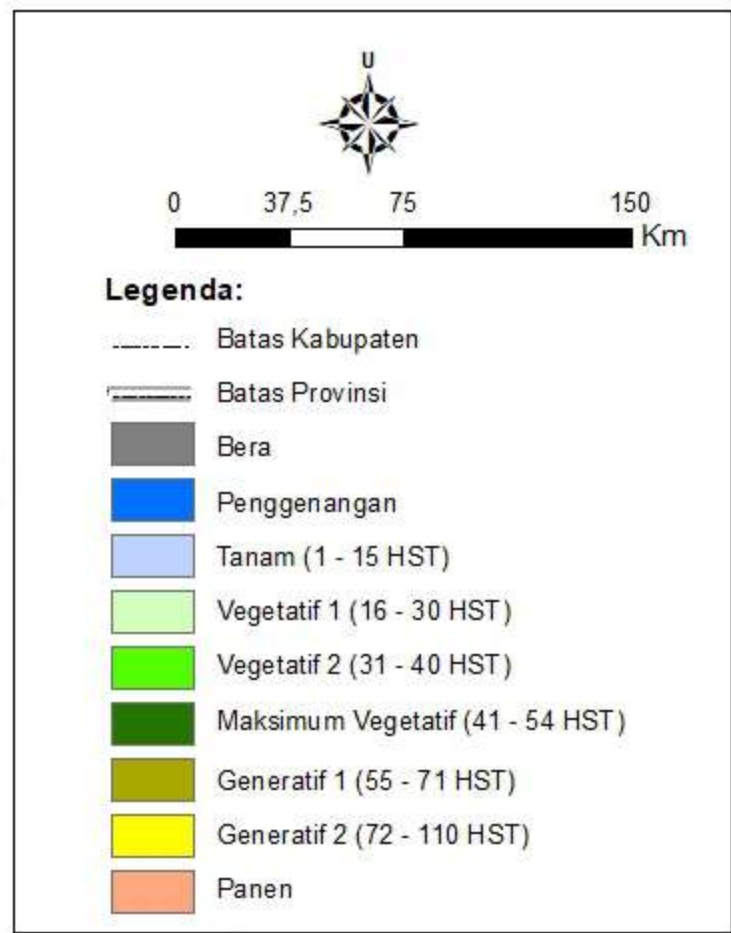 U
0 37,5 75 150
Km
Legenda:
Batas Kabupaten
Batas Provinsi
Bera
Penggenangan
Tanam (1 - 15 HST)
Vegetatif 1 (16 - 30 HST)
Vegetatif 2 (31 - 40 HST)
Maksimum Vegetatif (41 - 54 HST)
Generatif 1 (55 - 71 HST)
Generatif 2 (72 - 110 HST)
Panen